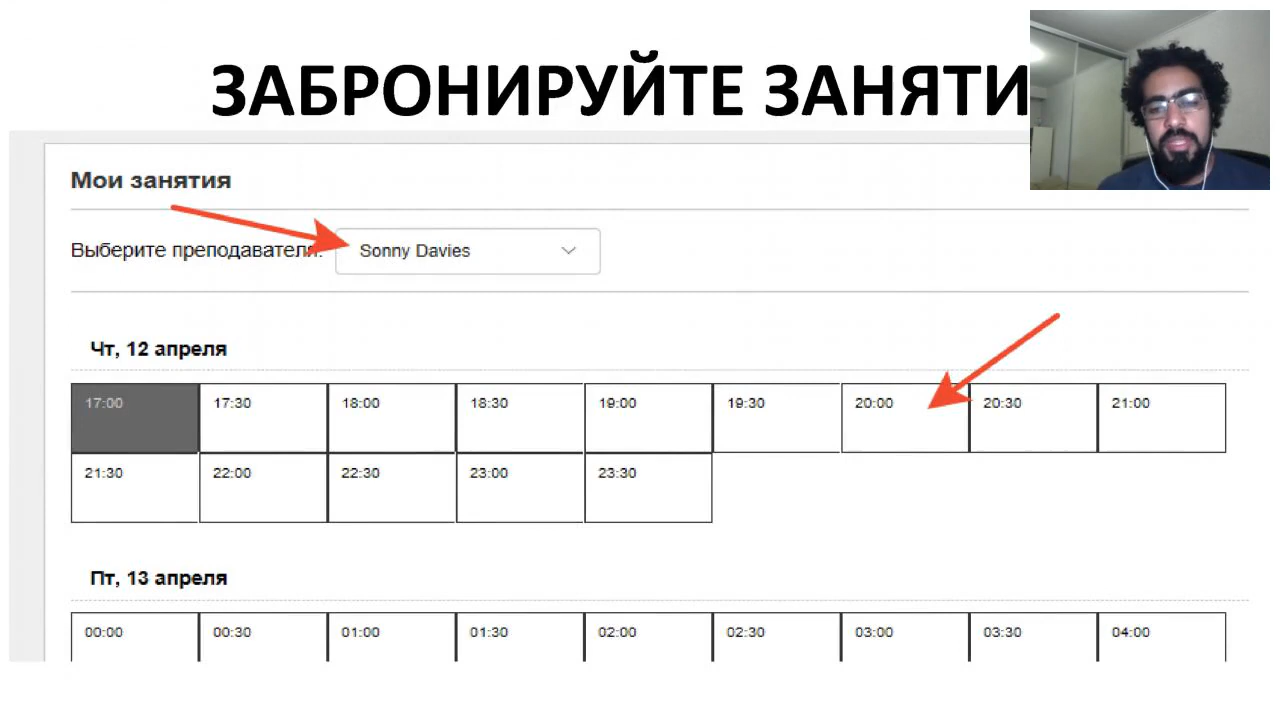 ЗАБРОНИРУЙТЕ ЗАНЯТИ
Мои занятия
Выберите преподавателя: Sonny Davies
Чт, 12 апреля
17:00 17:30 18:00 18:30 19:00 19:30 20:00 20:30 21:00
21:30 22:00 22:30 23:00 23:30
Пт, 13 апреля
00:00 00:30 01:00 01:30 02:00 02:30 03:00 03:30 04:00